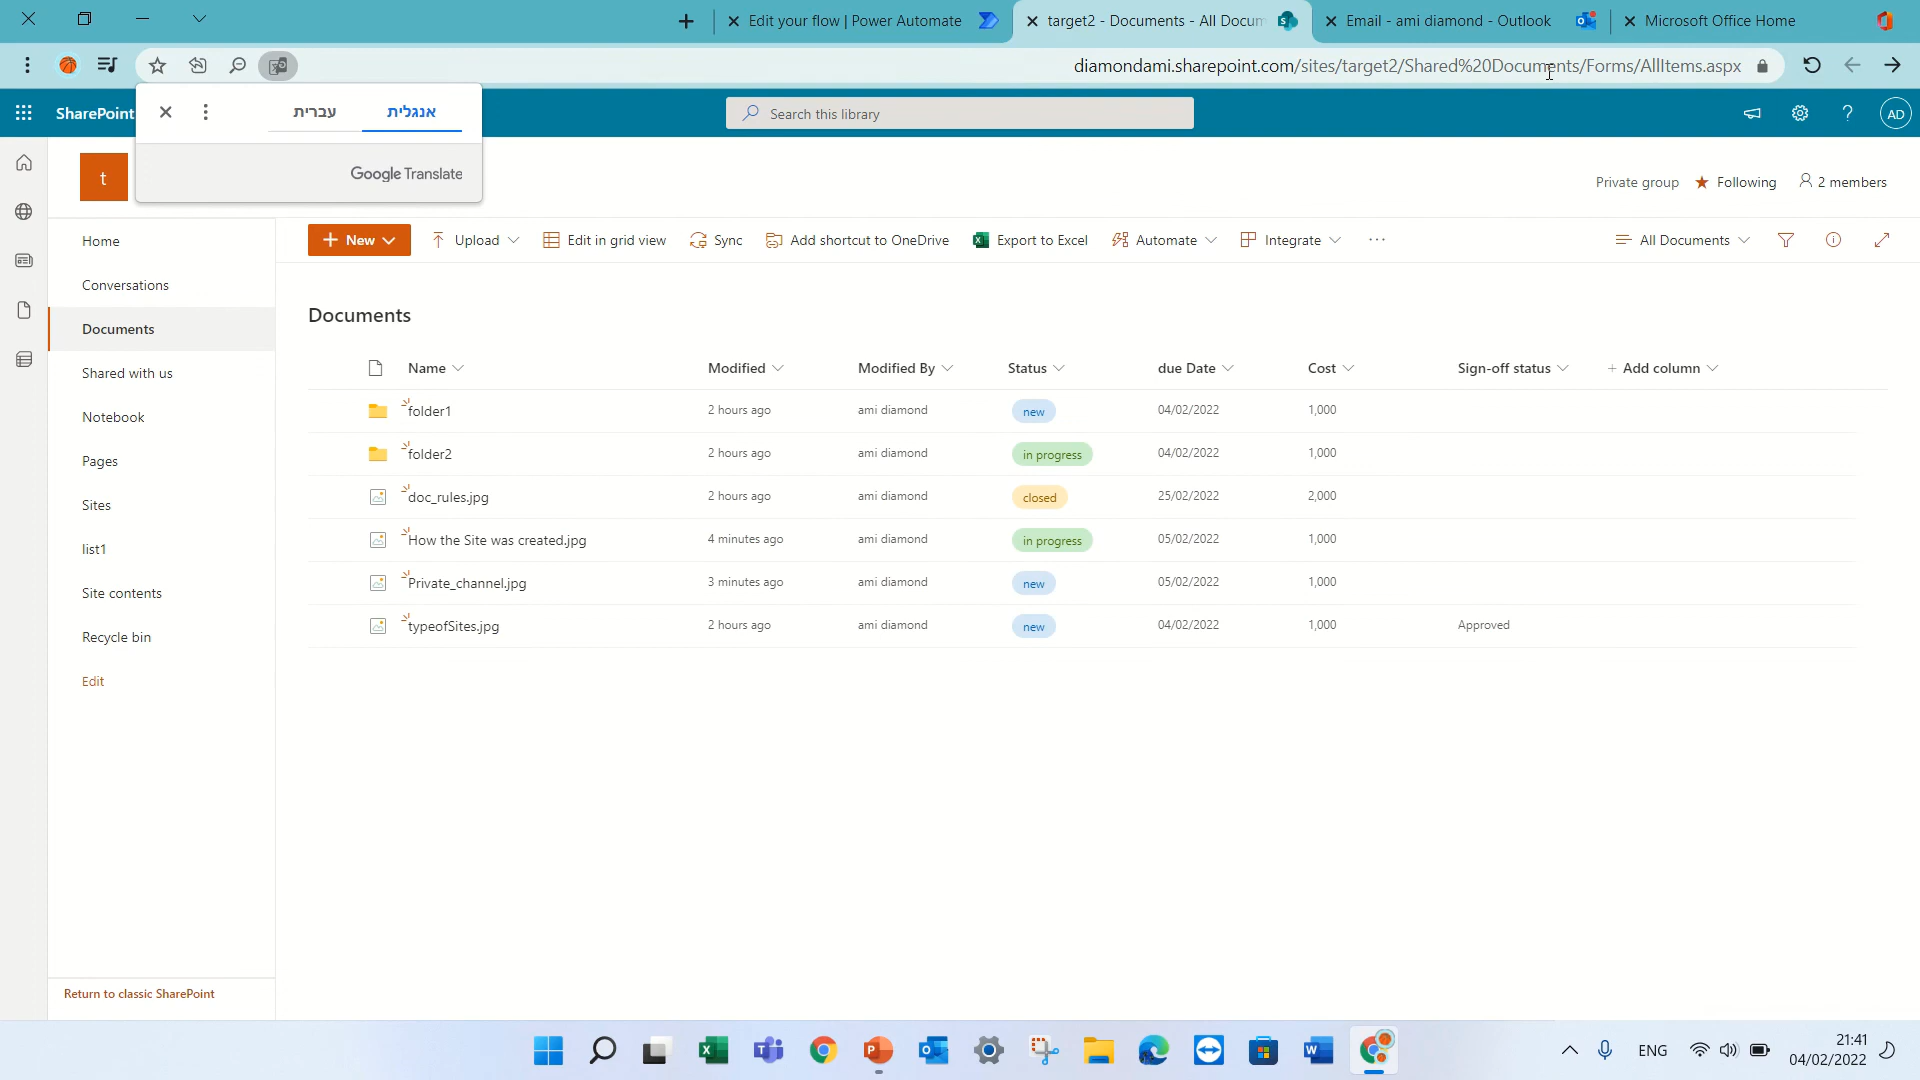 Edit your flow | Power Automate
target2 - Documents - All Docum
Email - ami diamond - Outlook
Microsoft Office Home
diamondami.sharepoint.com/sites/target2/Shared%20Documents/Forms/AllItems.aspx
SharePoint
עברית
אנגלית
Search this library
AD
Google Translate
t
Private group
Following
2 members
Home
Conversations
Documents
Shared with us
Notebook
Pages
Sites
list1
Site contents
Recycle bin
Edit
Return to classic SharePoint
New
Upload
Edit in grid view
Sync
Add shortcut to OneDrive
Export to Excel
Automate
Integrate
All Documents
Documents
Name Modified Modified By Status due Date Cost Sign-off status + Add column
folder1 2 hours ago ami diamond new 04/02/2022 1,000
folder2 2 hours ago ami diamond in progress 04/02/2022 1,000
doc_rules.jpg 2 hours ago ami diamond closed 25/02/2022 2,000
How the Site was created.jpg 4 minutes ago ami diamond in progress 05/02/2022 1,000
Private_channel.jpg 3 minutes ago ami diamond new 05/02/2022 1,000
typeofSites.jpg 2 hours ago ami diamond new 04/02/2022 1,000 Approved
ENG
21:41
04/02/2022